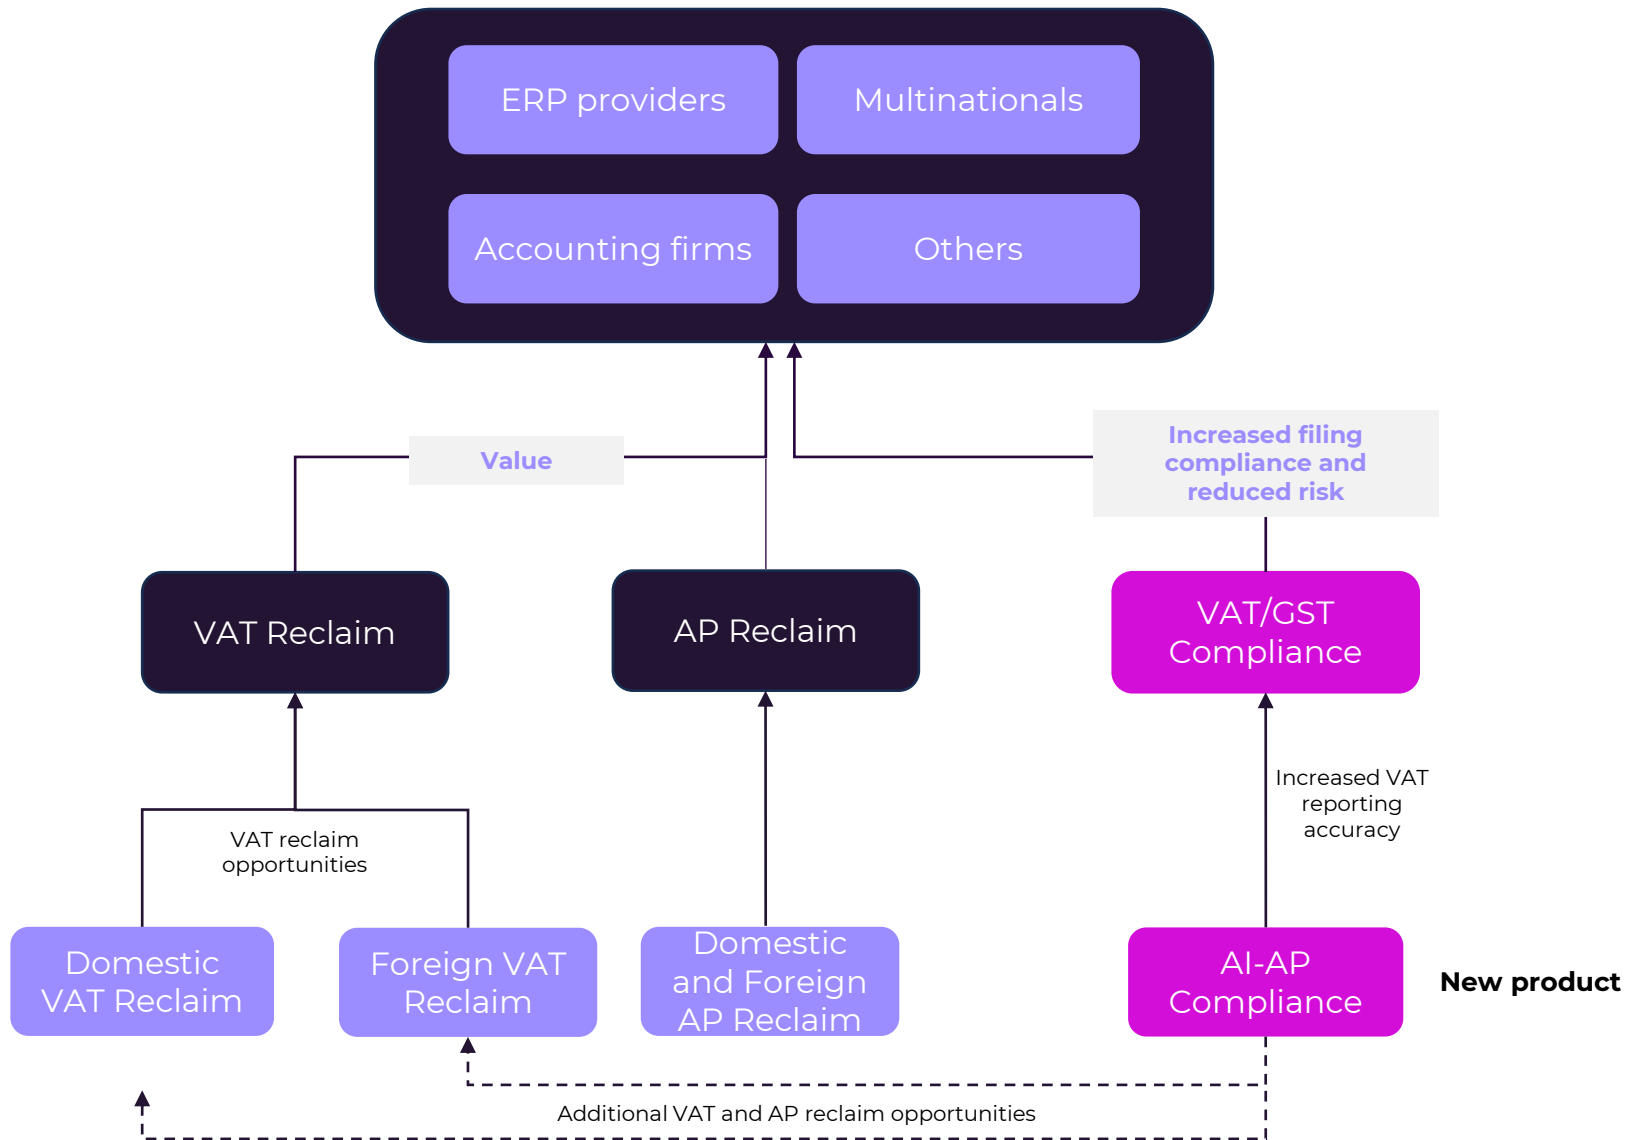 ERP providers
Multinationals
Accounting firms
Others
Value
Increased filing
compliance and
reduced risk
VAT Reclaim
AP Reclaim
VAT/GST
Compliance
Increased VAT
reporting
accuracy
VAT reclaim
opportunities
Domestic
VAT Reclaim
Foreign VAT
Reclaim
Domestic
and Foreign
AP Reclaim
AI-AP
Compliance
New product
Additional VAT and AP reclaim opportunities